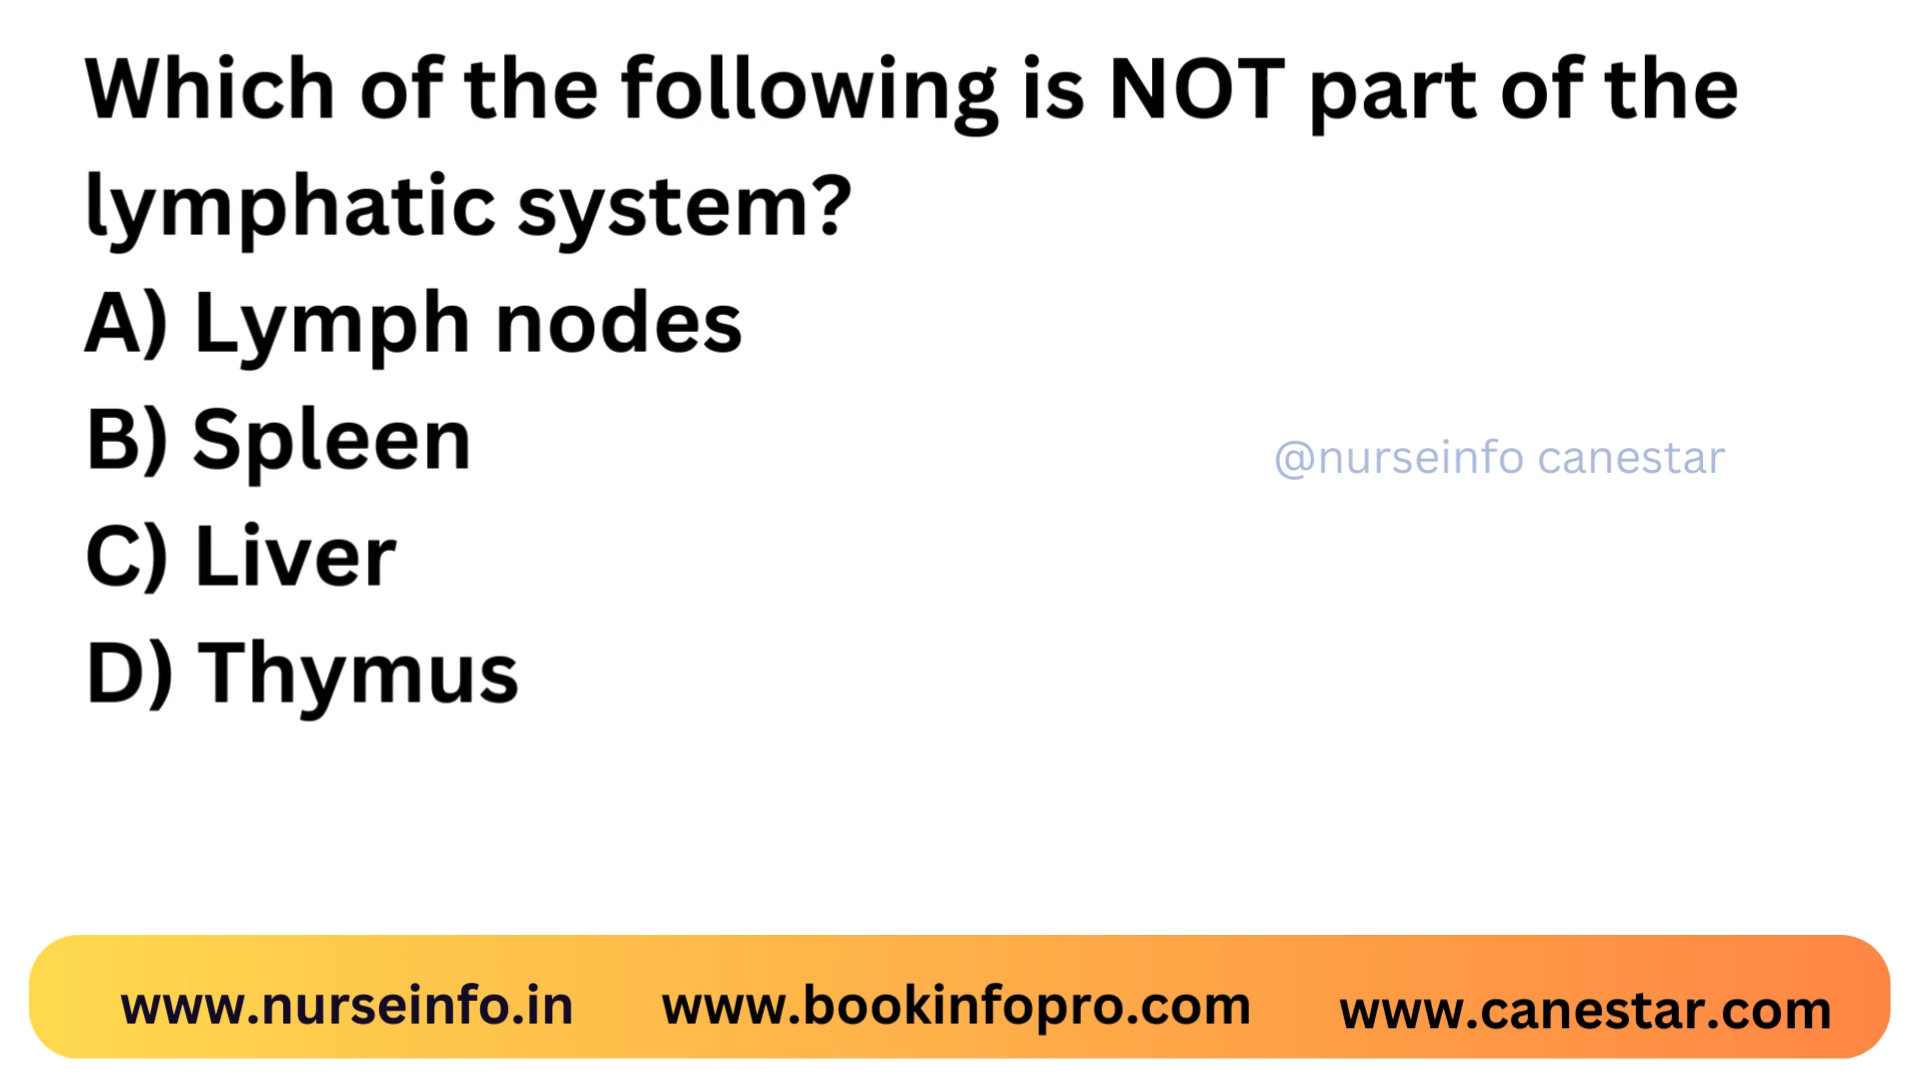 Which of the following is NOT part of the
lymphatic system?
A) Lymph nodes
B) Spleen
@nurseinfo canestar
C) Liver
D) Thymus
www.nurseinfo.in
www.bookinfopro.com
www.canestar.com